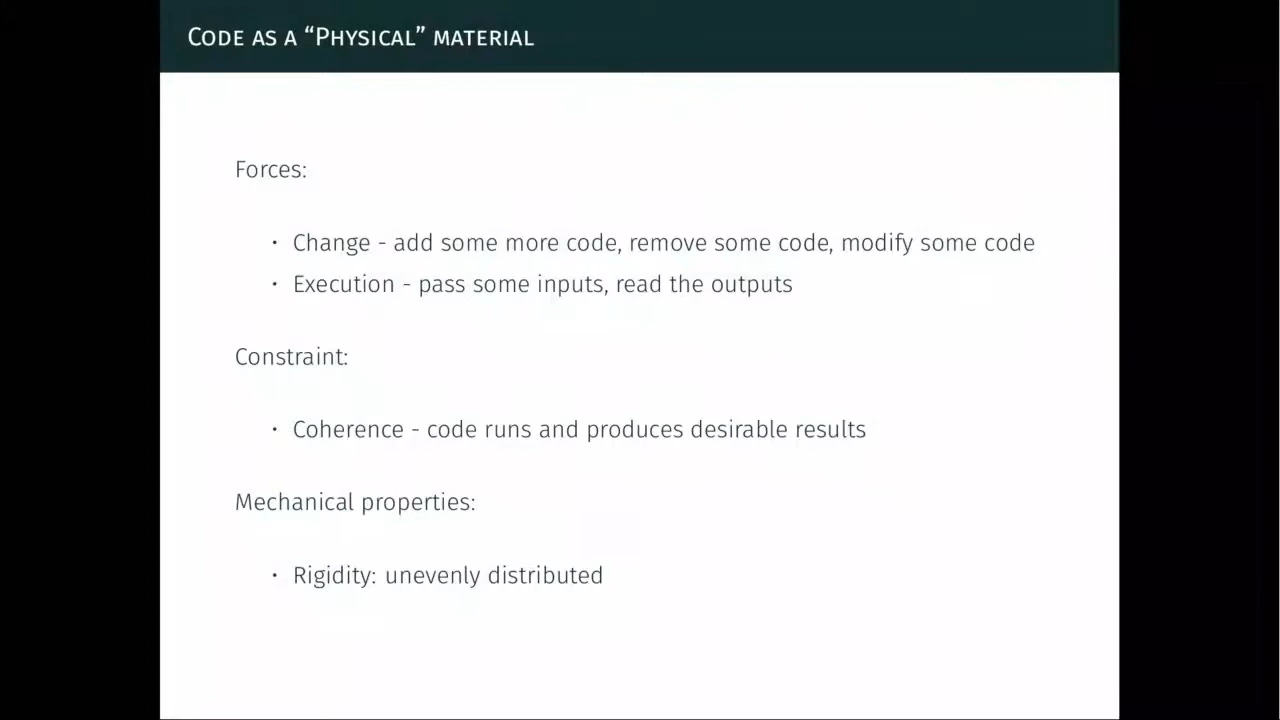 Code as a “Physical” material
Forces:
• Change - add some more code, remove some code, modify some code
• Execution - pass some inputs, read the outputs
Constraint:
• Coherence - code runs and produces desirable results
Mechanical properties:
• Rigidity: unevenly distributed